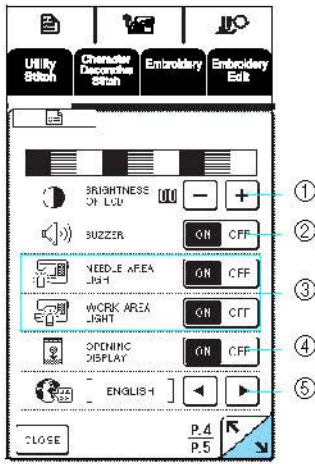 Utility
Stitch
Character
Decorative
Stitch
Embroidery
Embroidery
Edit
BRIGHTNESS
OF LCD
− +
①
BUZZER
ON OFF
②
NEEDLE AREA
LIGHT
ON OFF
③
WORK AREA
LIGHT
ON OFF
OPENING
DISPLAY
ON OFF
④
[ ENGLISH ]
⑤
CLOSE
P.4
P.5